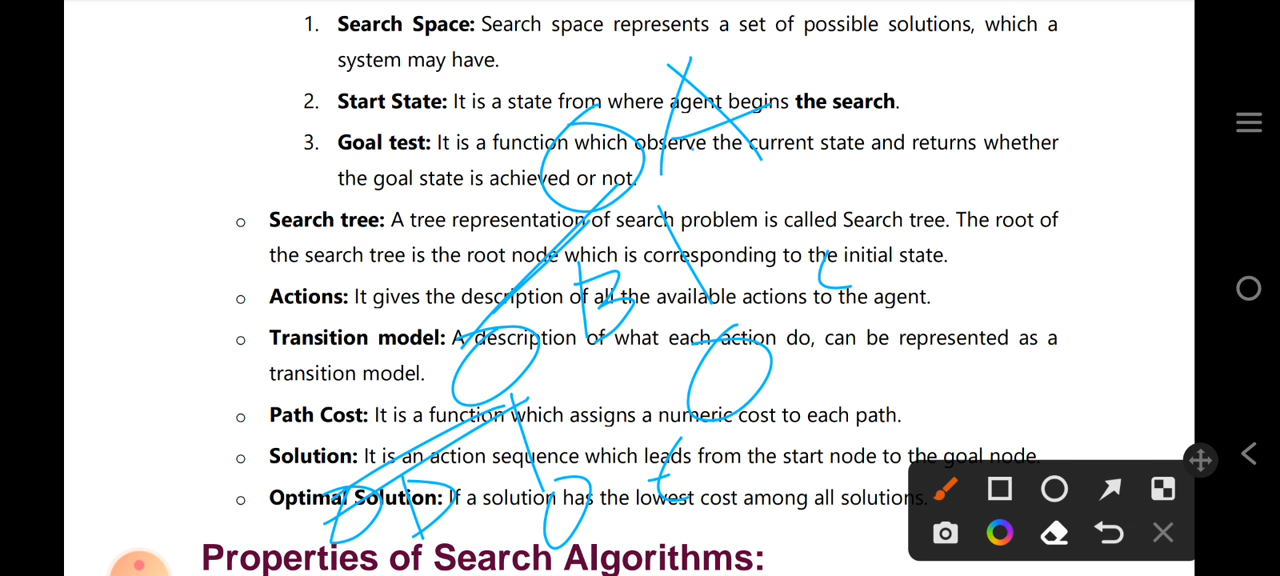 1. Search Space: Search space represents a set of possible solutions, which a
system may have.
2. Start State: It is a state from where agent begins the search.
3. Goal test: It is a function which observe the current state and returns whether
the goal state is achieved or not.
o Search tree: A tree representation of search problem is called Search tree. The root of
the search tree is the root node which is corresponding to the initial state.
o Actions: It gives the description of all the available actions to the agent.
o Transition model: A description of what each action do, can be represented as a
transition model.
o Path Cost: It is a function which assigns a numeric cost to each path.
o Solution: It is an action sequence which leads from the start node to the goal node.
o Optimal Solution: If a solution has the lowest cost among all solutions.
Properties of Search Algorithms:
A
B
C
D